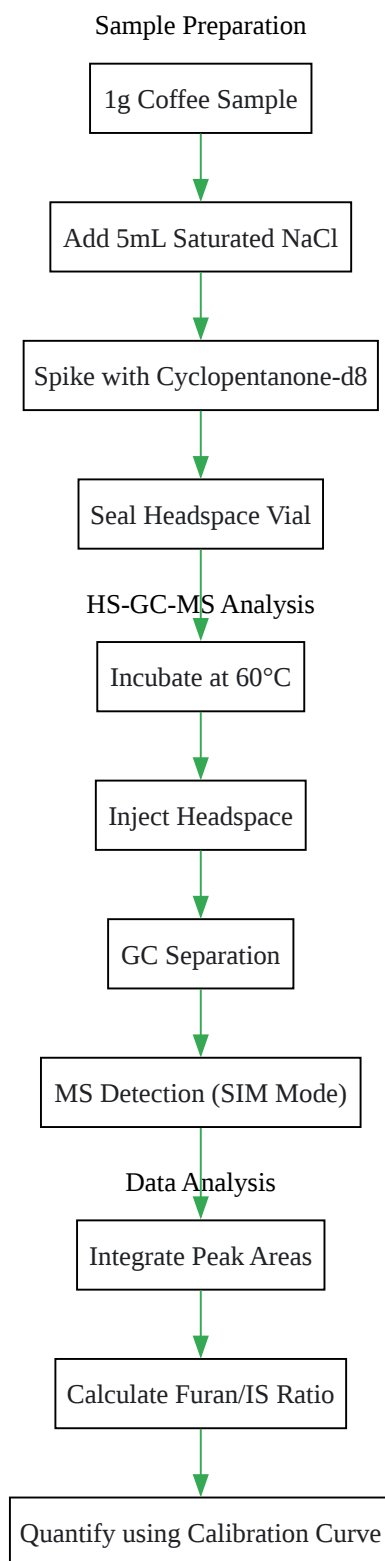 Sample Preparation
1g Coffee Sample
Add 5mL Saturated NaCl
Spike with Cyclopentanone-d8
Seal Headspace Vial
HS-GC-MS Analysis
Incubate at 60°C
Inject Headspace
GC Separation
MS Detection (SIM Mode)
Data Analysis
Integrate Peak Areas
Calculate Furan/IS Ratio
Quantify using Calibration Curve